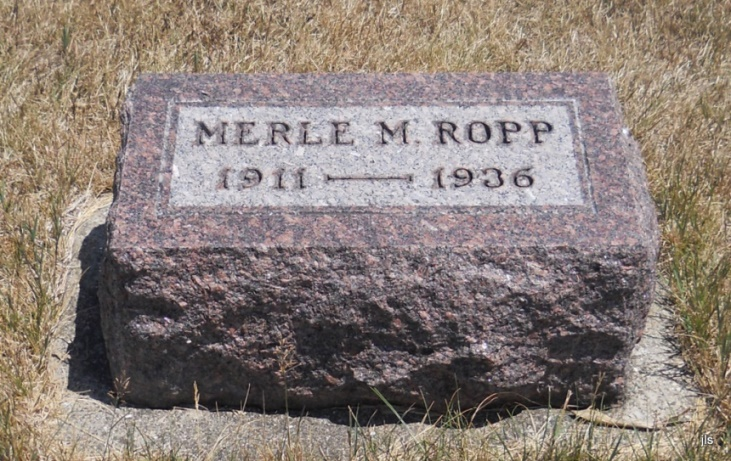 MERLE M. ROPP
1911 — 1936
jls